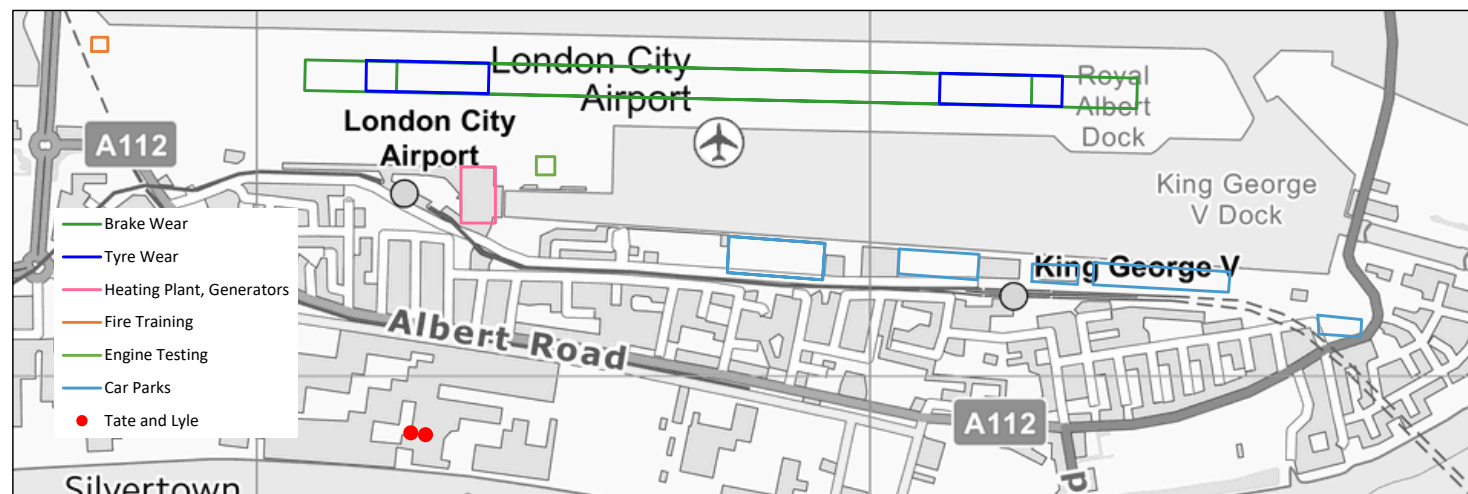 London City
Airport
Royal
Albert
Dock
London City
Airport
A112
King George
V Dock
Brake Wear
Tyre Wear
Heating Plant, Generators
Fire Training
Engine Testing
Car Parks
Tate and Lyle
King George V
Albert Road
A112
Silvertown
p